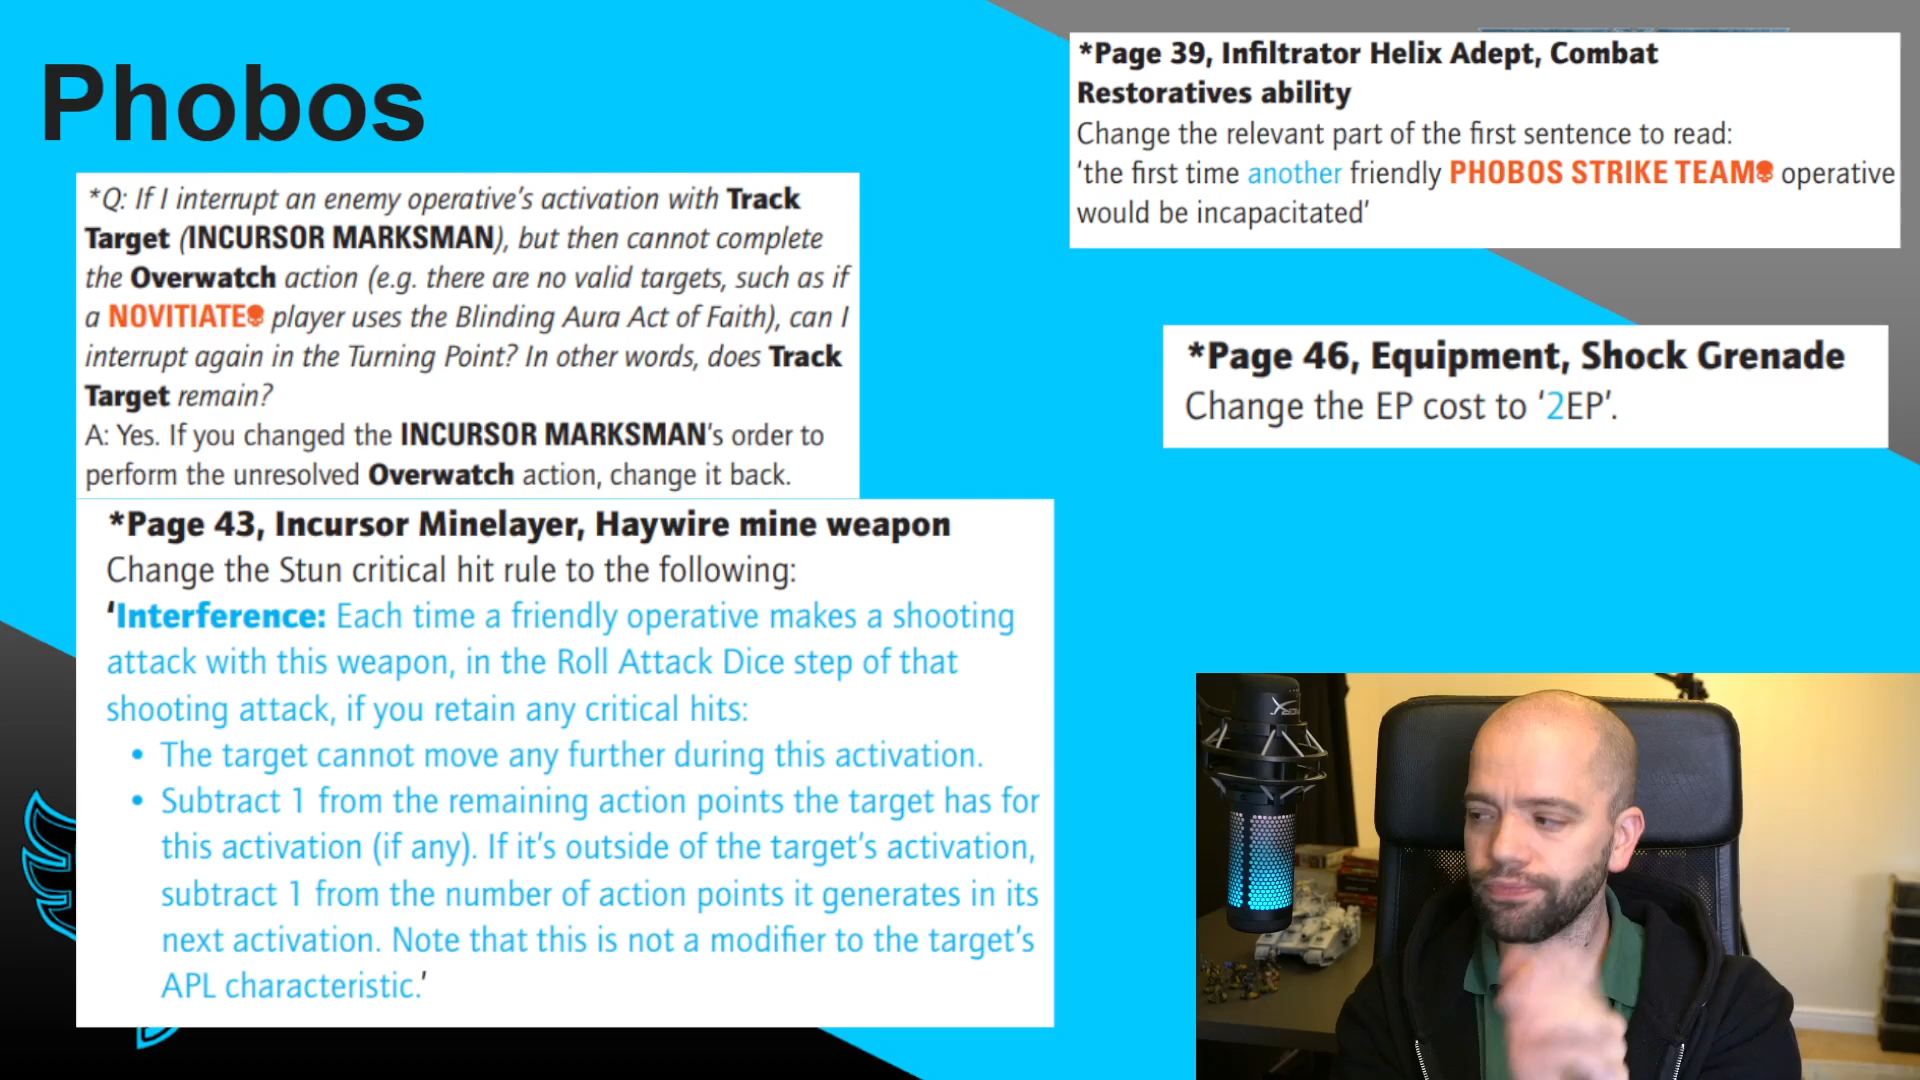 Phobos
*Q: If I interrupt an enemy operative's activation with Track
Target (INCURSOR MARKSMAN), but then cannot complete
the Overwatch action (e.g. there are no valid targets, such as if
a NOVITIATE player uses the Blinding Aura Act of Faith), can I
interrupt again in the Turning Point? In other words, does Track
Target remain?
A: Yes. If you changed the INCURSOR MARKSMAN's order to
perform the unresolved Overwatch action, change it back.
*Page 43, Incursor Minelayer, Haywire mine weapon
Change the Stun critical hit rule to the following:
'Interference: Each time a friendly operative makes a shooting
attack with this weapon, in the Roll Attack Dice step of that
shooting attack, if you retain any critical hits:
• The target cannot move any further during this activation.
• Subtract 1 from the remaining action points the target has for
this activation (if any). If it's outside of the target's activation,
subtract 1 from the number of action points it generates in its
next activation. Note that this is not a modifier to the target's
APL characteristic.'
*Page 39, Infiltrator Helix Adept, Combat
Restoratives ability
Change the relevant part of the first sentence to read:
'the first time another friendly PHOBOS STRIKE TEAM operative
would be incapacitated'
*Page 46, Equipment, Shock Grenade
Change the EP cost to '2EP'.